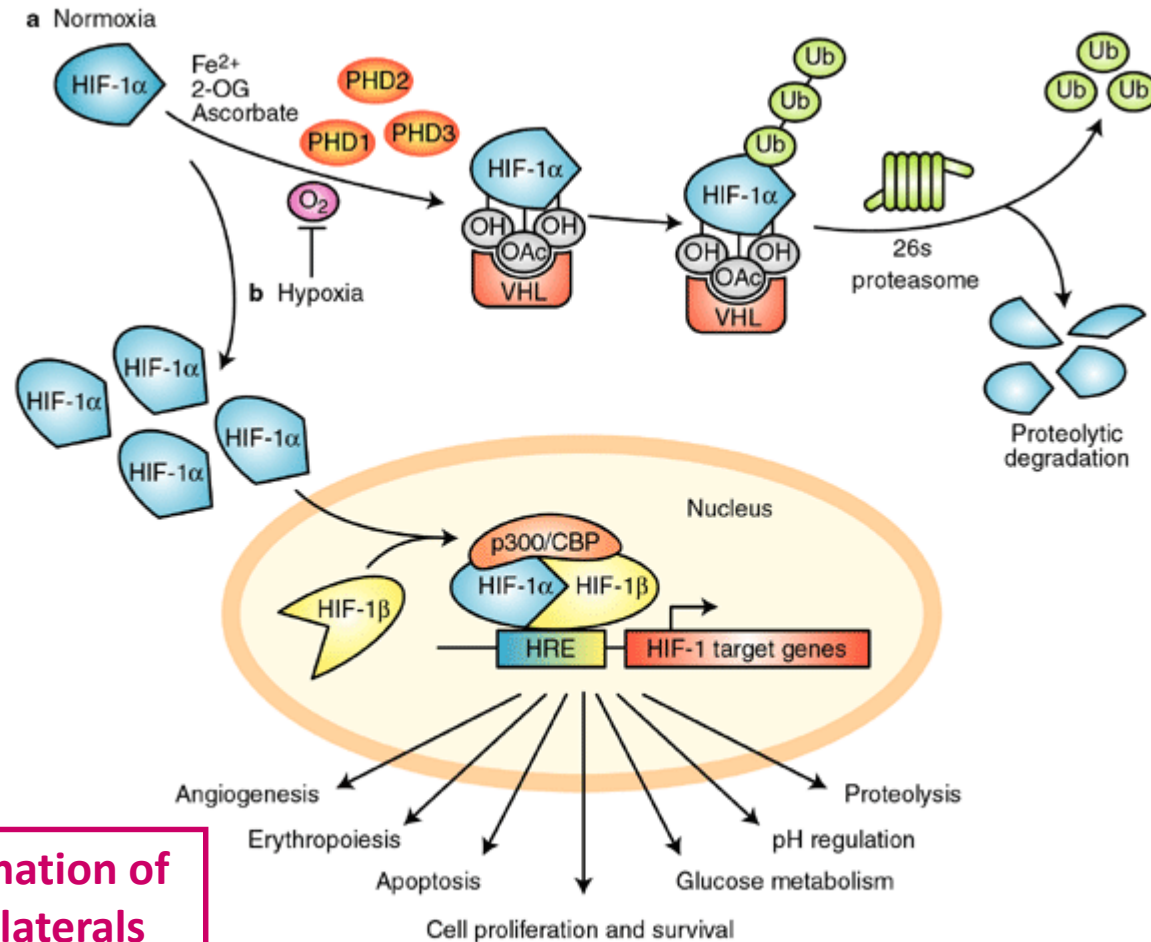 a Normoxia
HIF-1α
Fe2+
2-OG
Ascorbate
PHD2
PHD1
PHD3
O2
b Hypoxia
HIF-1α
OH
OH
OAc
VHL
Ub
Ub
Ub
HIF-1α
OH
OH
OAc
VHL
26s
proteasome
Ub
Ub
Ub
Proteolytic
degradation
HIF-1α
HIF-1α
HIF-1α
HIF-1α
Nucleus
p300/CBP
HIF-1α
HIF-1β
HIF-1β
HRE
HIF-1 target genes
Angiogenesis
Erythropoiesis
Apoptosis
Cell proliferation and survival
Glucose metabolism
pH regulation
Proteolysis
nation of
laterals